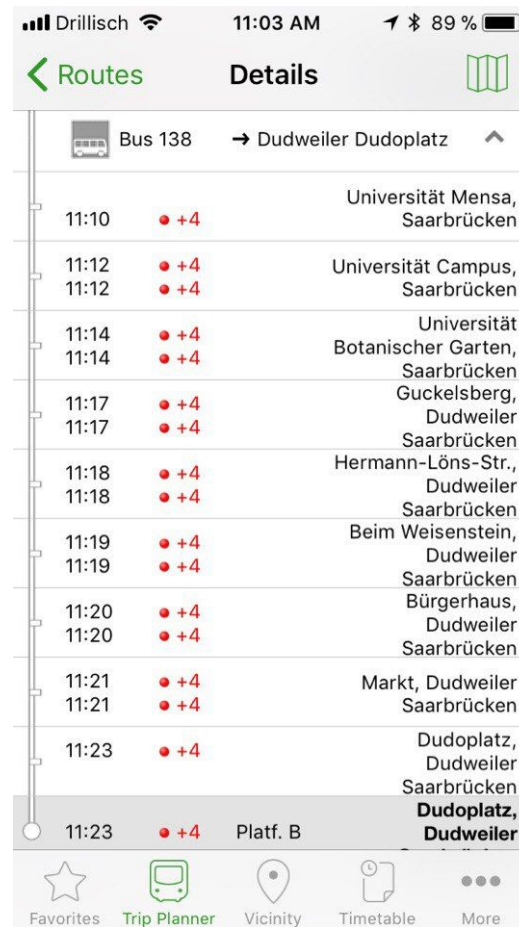 Drillisch 11:03 AM 89 %
Routes Details
Bus 138 → Dudweiler Dudoplatz
Universität Mensa,
11:10 +4 Saarbrücken
11:12 +4 Universität Campus,
11:12 +4 Saarbrücken
Universität
11:14 +4 Botanischer Garten,
11:14 +4 Saarbrücken
Guckelsberg,
11:17 +4 Dudweiler
11:17 +4 Saarbrücken
Hermann-Löns-Str.,
11:18 +4 Dudweiler
11:18 +4 Saarbrücken
Beim Weisenstein,
11:19 +4 Dudweiler
11:19 +4 Saarbrücken
Bürgerhaus,
11:20 +4 Dudweiler
11:20 +4 Saarbrücken
11:21 +4 Markt, Dudweiler
11:21 +4 Saarbrücken
Dudoplatz,
11:23 +4 Dudweiler
Saarbrücken
Dudoplatz,
11:23 +4 Platf. B Dudweiler
Favorites Trip Planner Vicinity Timetable More